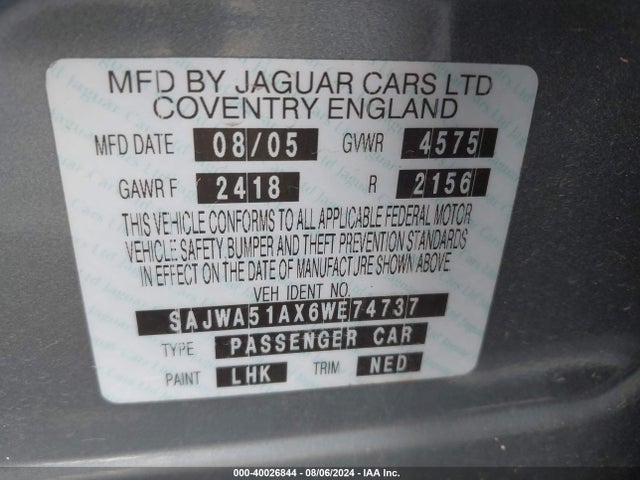 MFD BY JAGUAR CARS LTD
COVENTRY ENGLAND
MFD DATE 08/05 GVWR 4575
GAWR F 2418 R 2156
THIS VEHICLE CONFORMS TO ALL APPLICABLE FEDERAL MOTOR
VEHICLE SAFETY, BUMPER AND THEFT PREVENTION STANDARDS
IN EFFECT ON THE DATE OF MANUFACTURE SHOWN ABOVE
VEH IDENT NO.
SAJWA51AX6WE74737
TYPE PASSENGER CAR
PAINT LHK TRIM NED
000-40026844 - 08/06/2024 - IAA Inc.